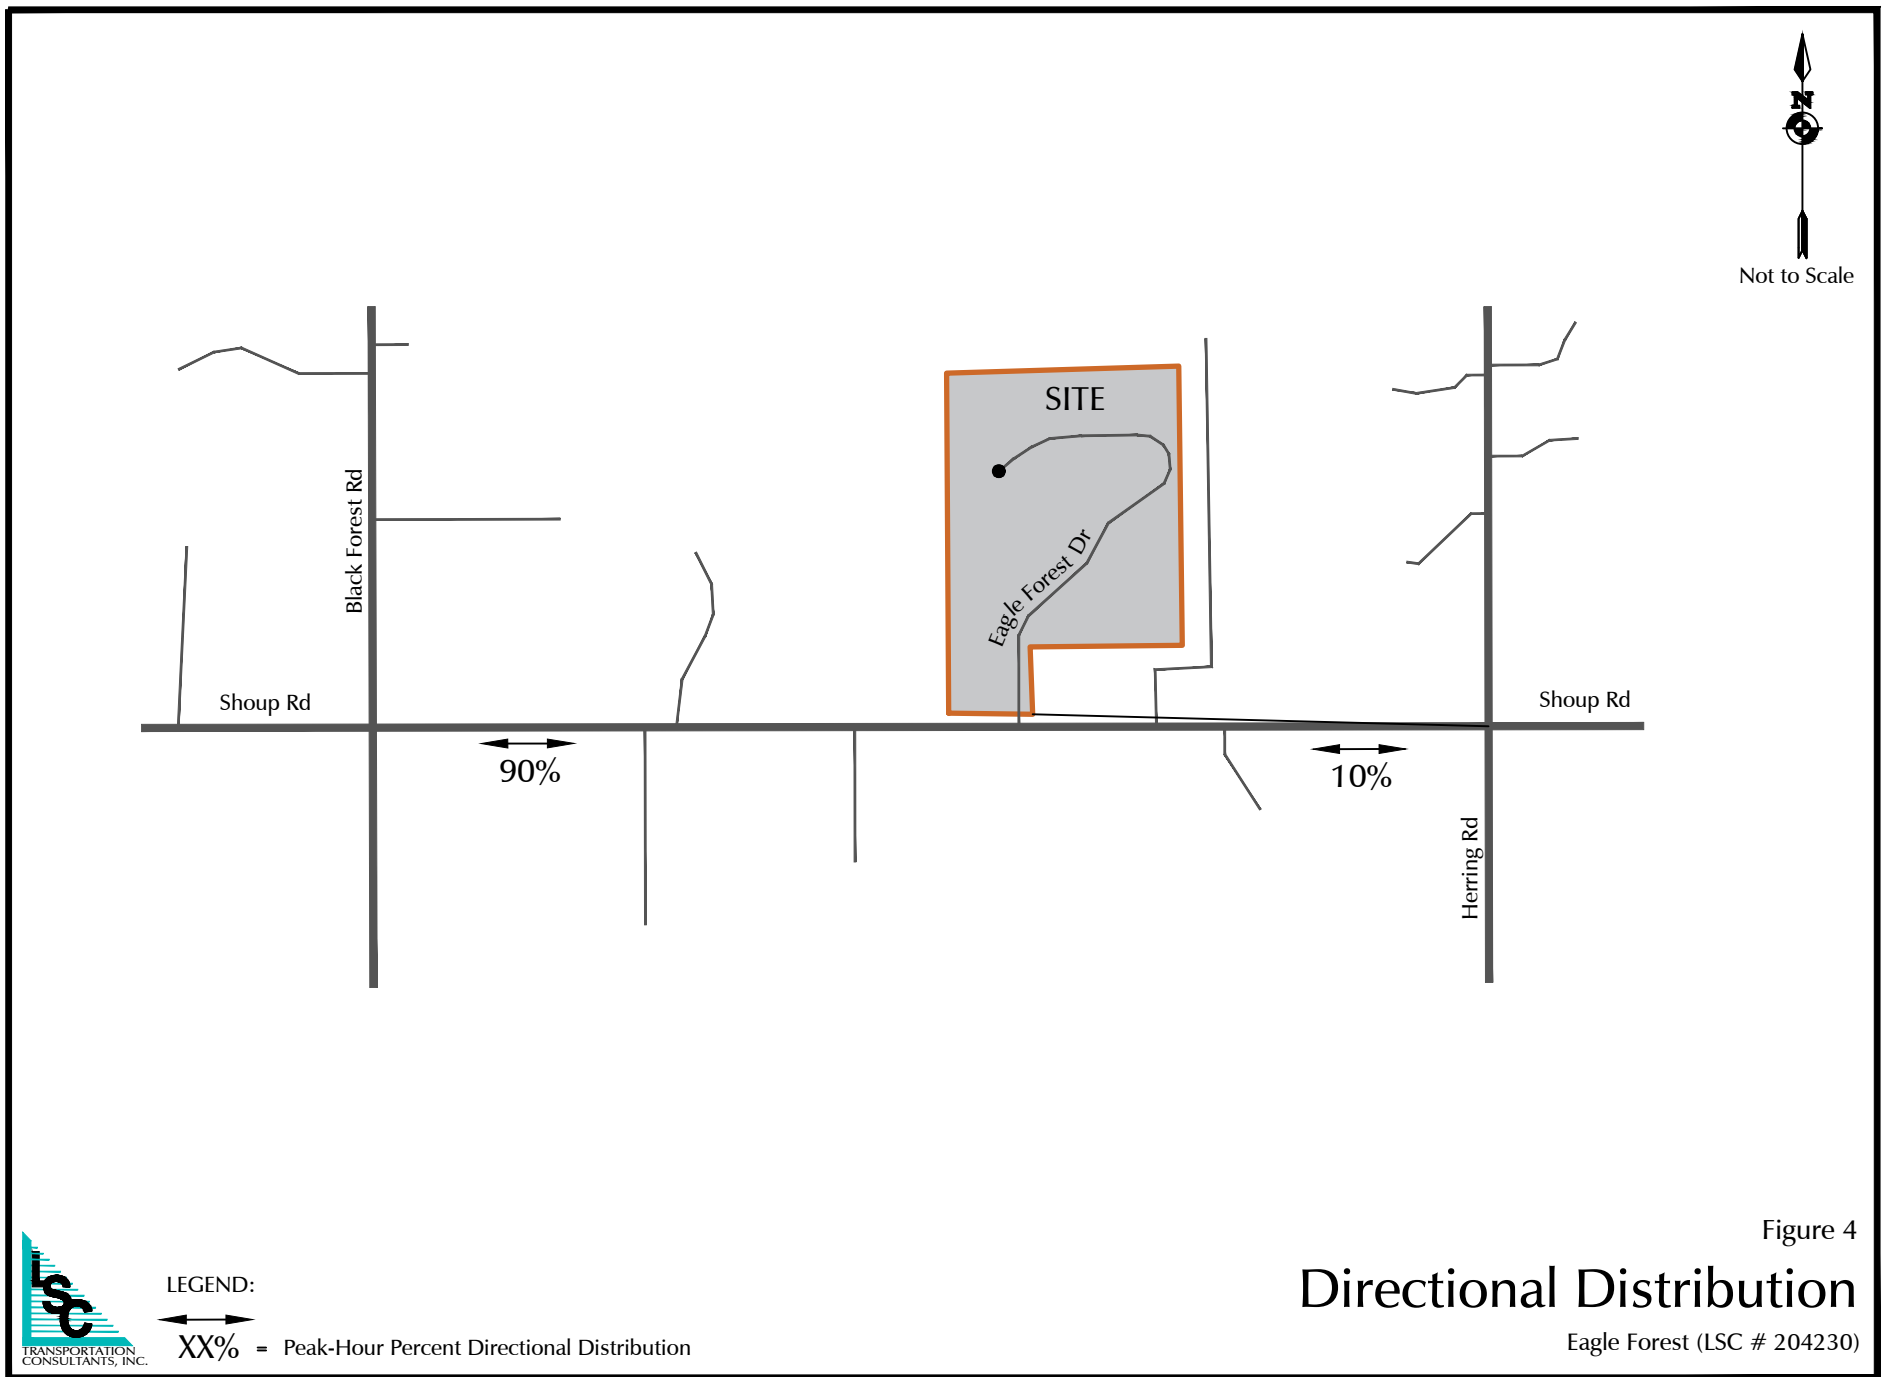 N
Not to Scale
SITE
Black Forest Rd
Eagle Forest Dr
Shoup Rd
Shoup Rd
90%
10%
Herring Rd
Figure 4
Directional Distribution
Eagle Forest (LSC # 204230)
LSC
TRANSPORTATION
CONSULTANTS, INC.
LEGEND:
XX% = Peak-Hour Percent Directional Distribution